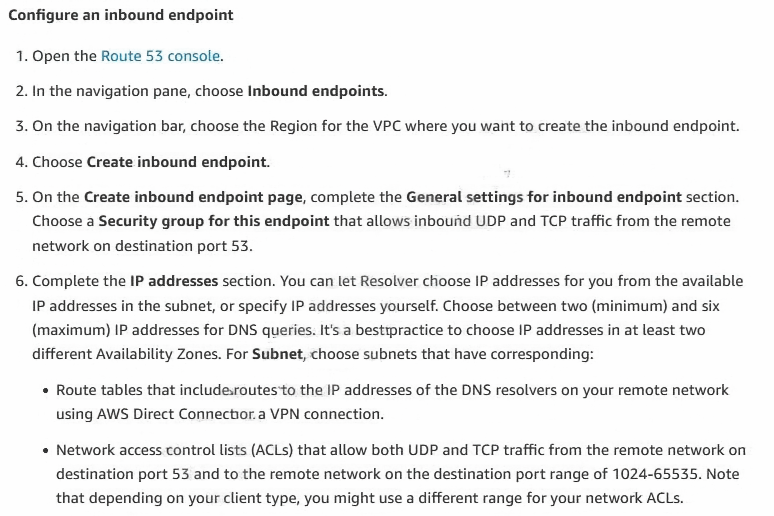 Configure an inbound endpoint
1. Open the Route 53 console.
2. In the navigation pane, choose Inbound endpoints.
3. On the navigation bar, choose the Region for the VPC where you want to create the inbound endpoint.
4. Choose Create inbound endpoint.
5. On the Create inbound endpoint page, complete the General settings for inbound endpoint section.
Choose a Security group for this endpoint that allows inbound UDP and TCP traffic from the remote
network on destination port 53.
6. Complete the IP addresses section. You can let Resolver choose IP addresses for you from the available
IP addresses in the subnet, or specify IP addresses yourself. Choose between two (minimum) and six
(maximum) IP addresses for DNS queries. It's a best practice to choose IP addresses in at least two
different Availability Zones. For Subnet, choose subnets that have corresponding:
• Route tables that include routes to the IP addresses of the DNS resolvers on your remote network
using AWS Direct Connect or a VPN connection.
• Network access control lists (ACLs) that allow both UDP and TCP traffic from the remote network on
destination port 53 and to the remote network on the destination port range of 1024-65535. Note
that depending on your client type, you might use a different range for your network ACLs.